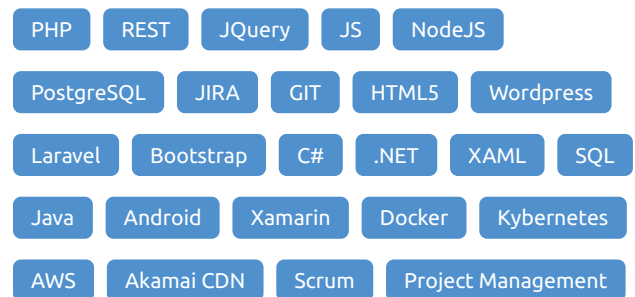 PHP REST JQuery JS NodeJS
PostgreSQL JIRA GIT HTML5 Wordpress
Laravel Bootstrap C# .NET XAML SQL
Java Android Xamarin Docker Kybernetes
AWS Akamai CDN Scrum Project Management